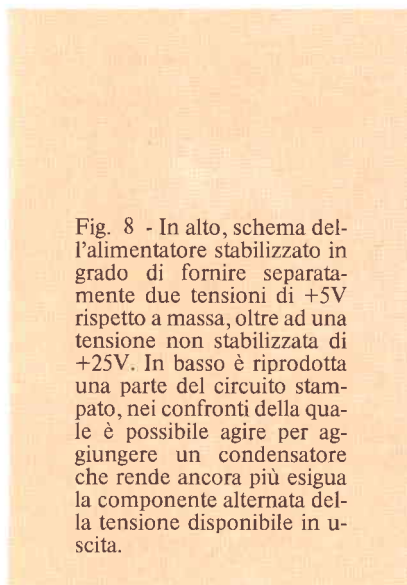 Fig. 8 - In alto, schema del-
l'alimentatore stabilizzato in
grado di fornire separata-
mente due tensioni di +5V
rispetto a massa, oltre ad una
tensione non stabilizzata di
+25V. In basso è riprodotta
una parte del circuito stam-
pato, nei confronti della qua-
le è possibile agire per ag-
giungere un condensatore
che rende ancora più esigua
la componente alternata del-
la tensione disponibile in u-
scita.